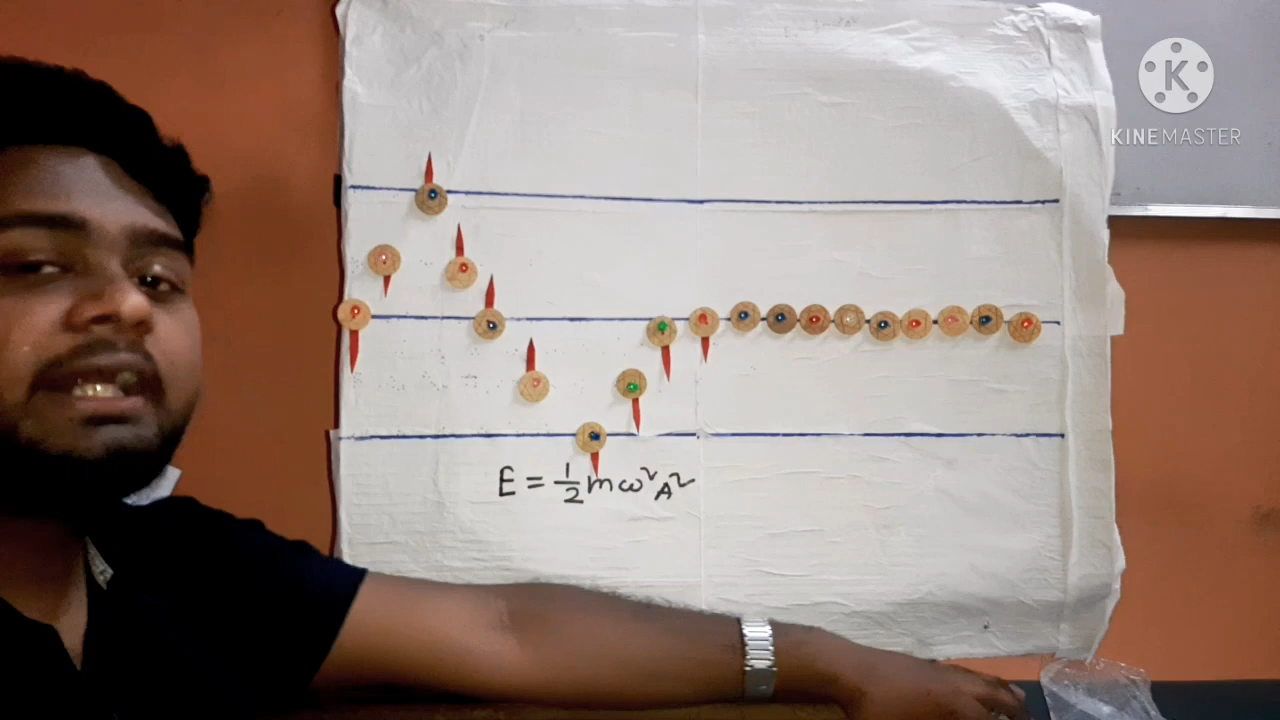 K
KINEMASTER
E = ½mω²A²